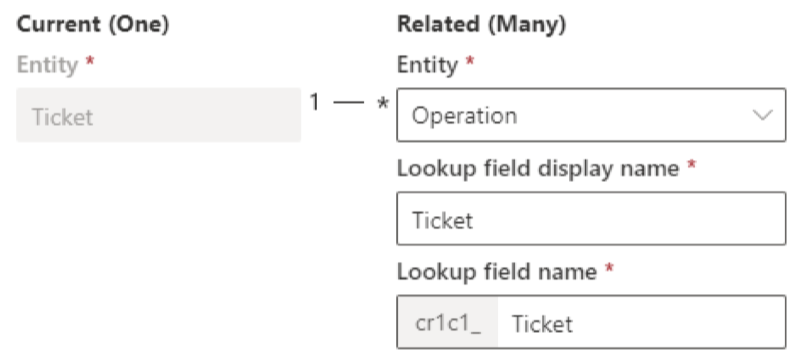 Current (One)
Related (Many)
Entity *
Entity *
Ticket
1 — *
Operation
Lookup field display name *
Ticket
Lookup field name *
cr1c1_ Ticket